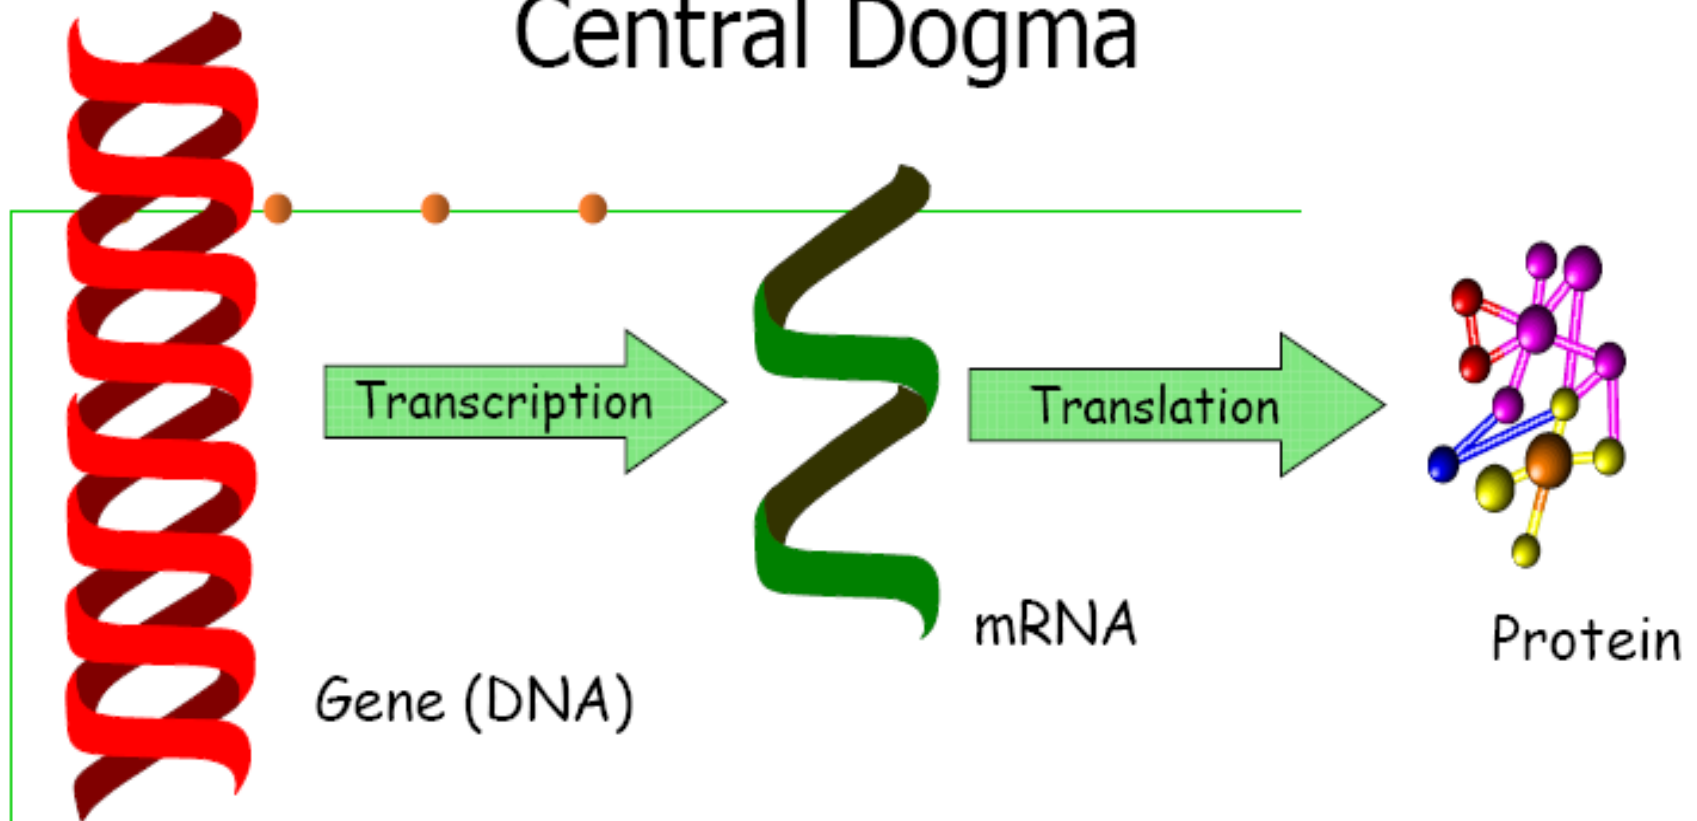 Central Dogma
Transcription
Translation
mRNA
Protein
Gene (DNA)